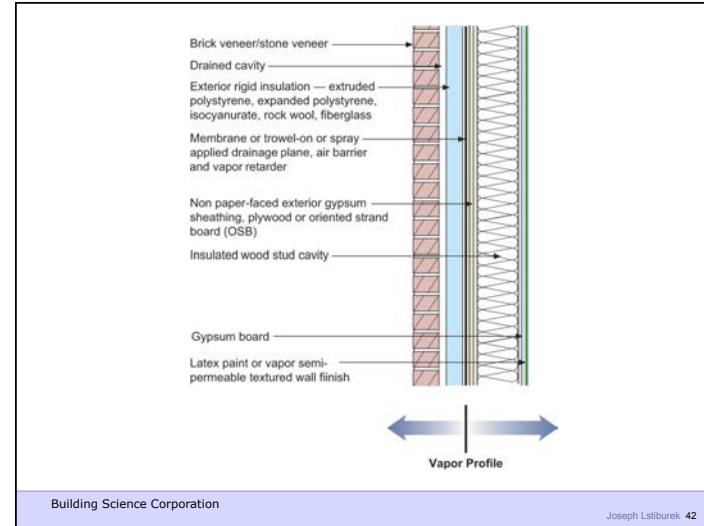 Brick veneer/stone veneer
Drained cavity
Exterior rigid insulation — extruded
polystyrene, expanded polystyrene,
isocyanurate, rock wool, fiberglass
Membrane or trowel-on or spray
applied drainage plane, air barrier
and vapor retarder
Non paper-faced exterior gypsum
sheathing, plywood or oriented strand
board (OSB)
Insulated wood stud cavity
Gypsum board
Latex paint or vapor semi-
permeable textured wall fiinish
Vapor Profile
Building Science Corporation
Joseph Lstiburek 42